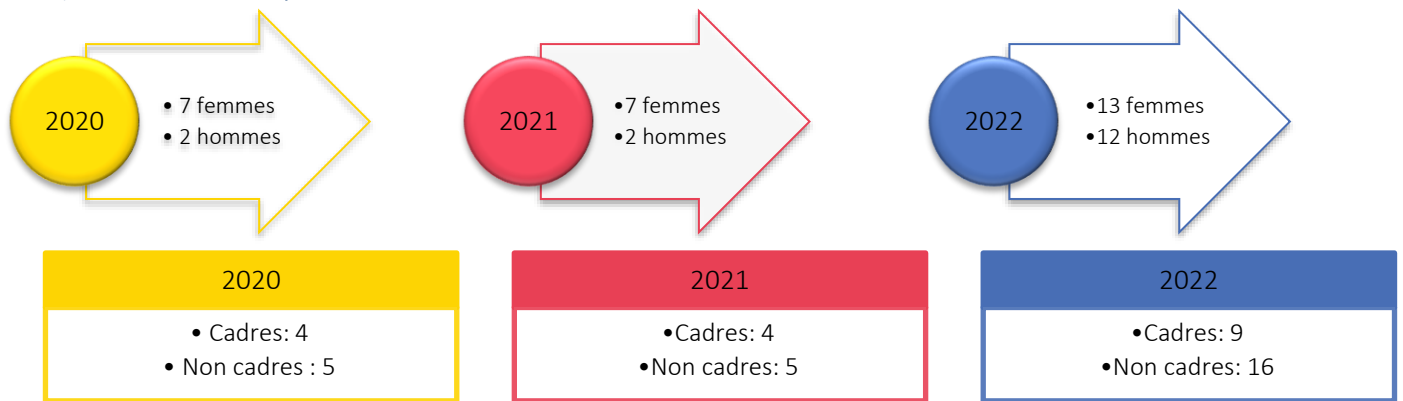 2020
• 7 femmes
• 2 hommes
2021
•7 femmes
•2 hommes
2022
•13 femmes
•12 hommes
2020
• Cadres: 4
• Non cadres : 5
2021
•Cadres: 4
•Non cadres: 5
2022
•Cadres: 9
•Non cadres: 16